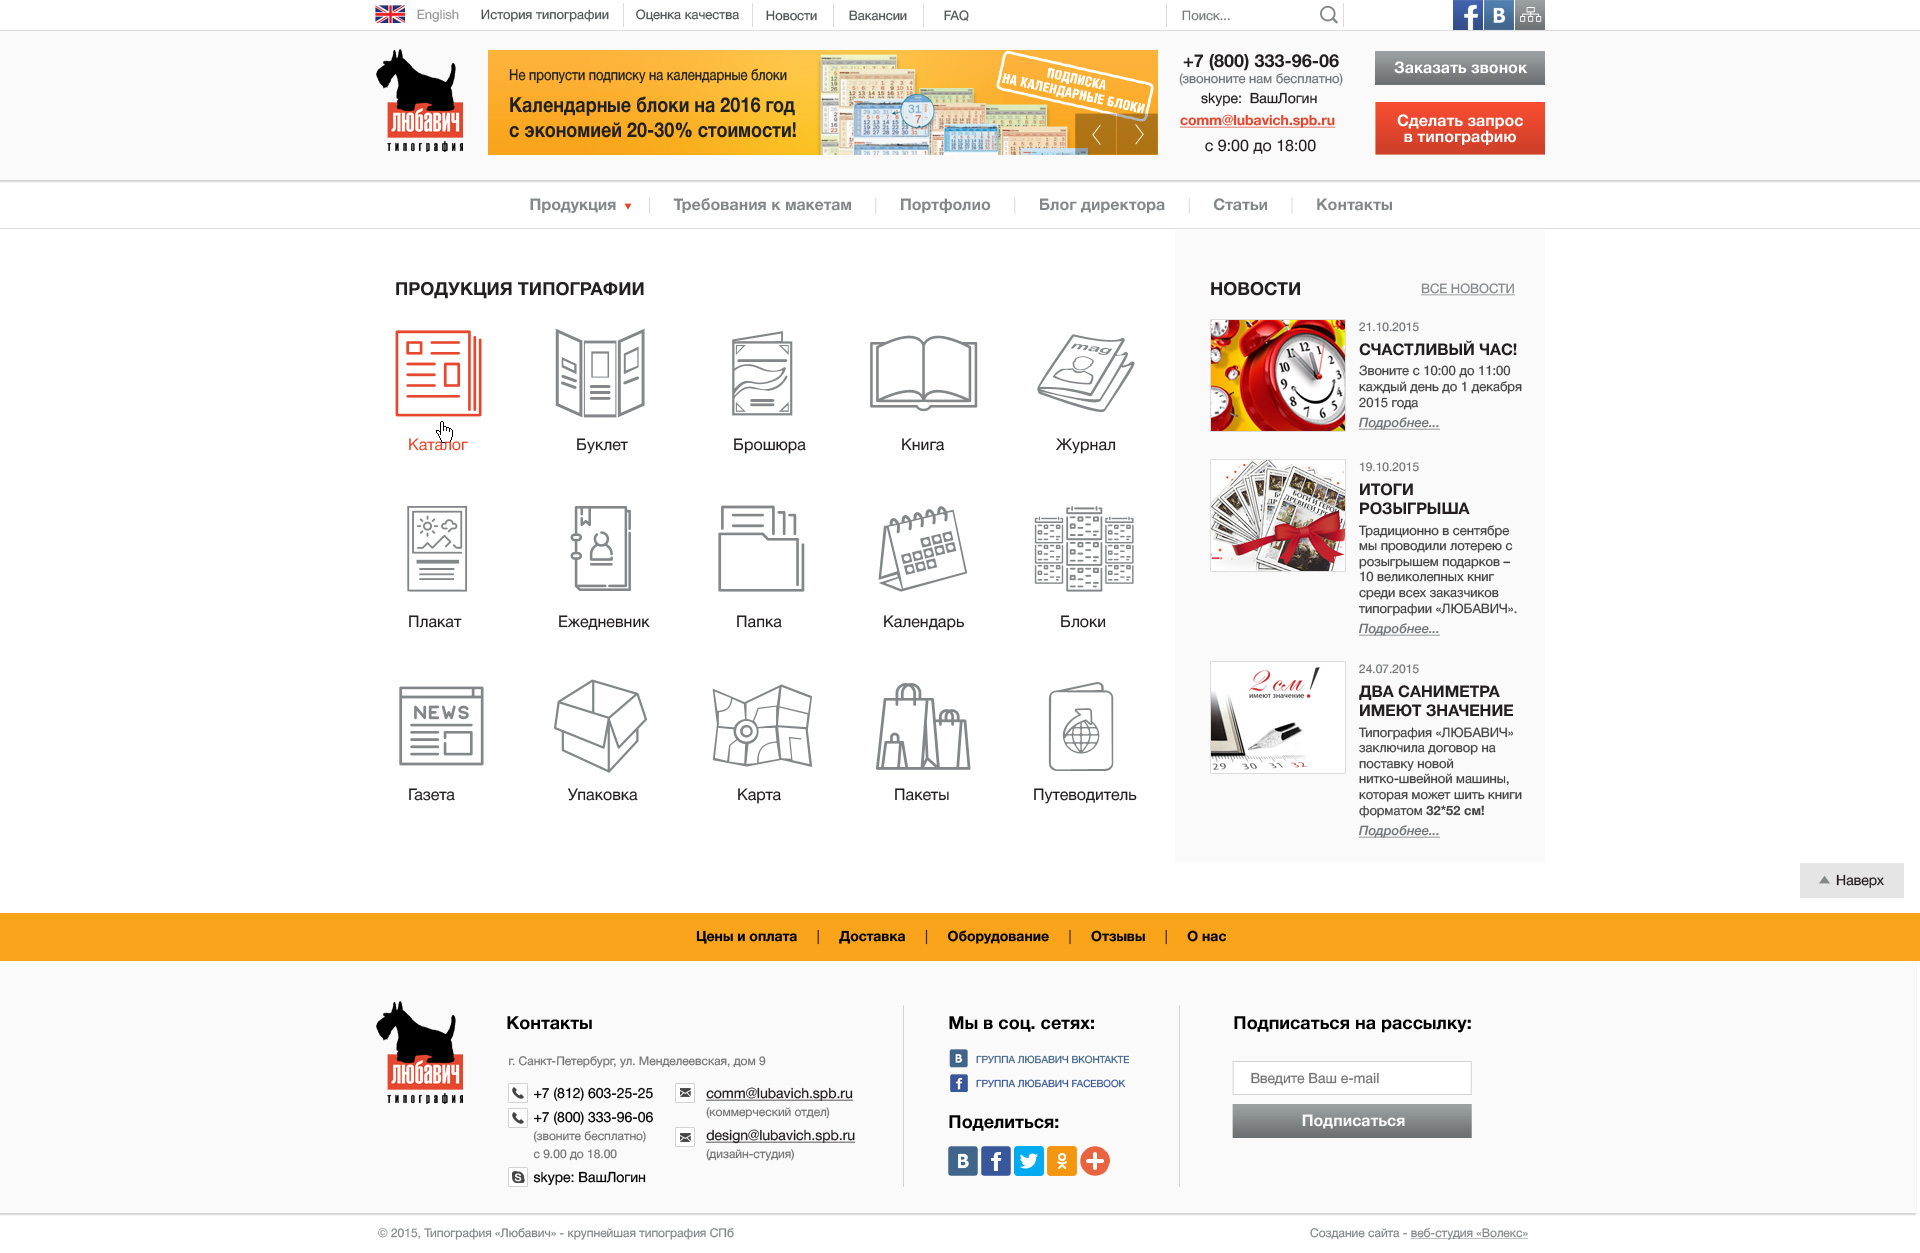 English
История типографии
Оценка качества
Новости
Вакансии
FAQ
Поиск...
любавич
типография
Не пропусти подписку на календарные блоки
Календарные блоки на 2016 год
с экономией 20-30% стоимости!
31
7
ПОДПИСКА
НА КАЛЕНДАРНЫЕ БЛОКИ
+7 (800) 333-96-06
(звононите нам бесплатно)
skype: ВашЛогин
comm@lubavich.spb.ru
с 9:00 до 18:00
Заказать звонок
Сделать запрос
в типографию
Продукция
Требования к макетам
Портфолио
Блог директора
Статьи
Контакты
ПРОДУКЦИЯ ТИПОГРАФИИ
Каталог
Буклет
Брошюра
Книга
mag
Журнал
Плакат
Ежедневник
Папка
Календарь
Блоки
NEWS
Газета
Упаковка
Карта
Пакеты
Путеводитель
НОВОСТИ
ВСЕ НОВОСТИ
21.10.2015
СЧАСТЛИВЫЙ ЧАС!
Звоните с 10:00 до 11:00
каждый день до 1 декабря
2015 года
Подробнее...
19.10.2015
ИТОГИ
РОЗЫГРЫША
Традиционно в сентябре
мы проводили лотерею с
розыгрышем подарков –
10 великолепных книг
среди всех заказчиков
типографии «ЛЮБАВИЧ».
Подробнее...
2 см!
имеют значение
29 30 31 32
24.07.2015
ДВА САНИМЕТРА
ИМЕЮТ ЗНАЧЕНИЕ
Типография «ЛЮБАВИЧ»
заключила договор на
поставку новой
нитко-швейной машины,
которая может шить книги
форматом 32*52 см!
Подробнее...
Наверх
Цены и оплата
Доставка
Оборудование
Отзывы
О нас
любавич
типография
Контакты
г. Санкт-Петербург, ул. Менделеевская, дом 9
+7 (812) 603-25-25
+7 (800) 333-96-06
(звоните бесплатно)
с 9.00 до 18.00
skype: ВашЛогин
comm@lubavich.spb.ru
(коммерческий отдел)
design@lubavich.spb.ru
(дизайн-студия)
Мы в соц. сетях:
ГРУППА ЛЮБАВИЧ ВКОНТАКТЕ
ГРУППА ЛЮБАВИЧ FACEBOOK
Поделиться:
Подписаться на рассылку:
Введите Ваш e-mail
Подписаться
© 2015, Типография «Любавич» - крупнейшая типография СПб
Создание сайта - веб-студия «Волекс»